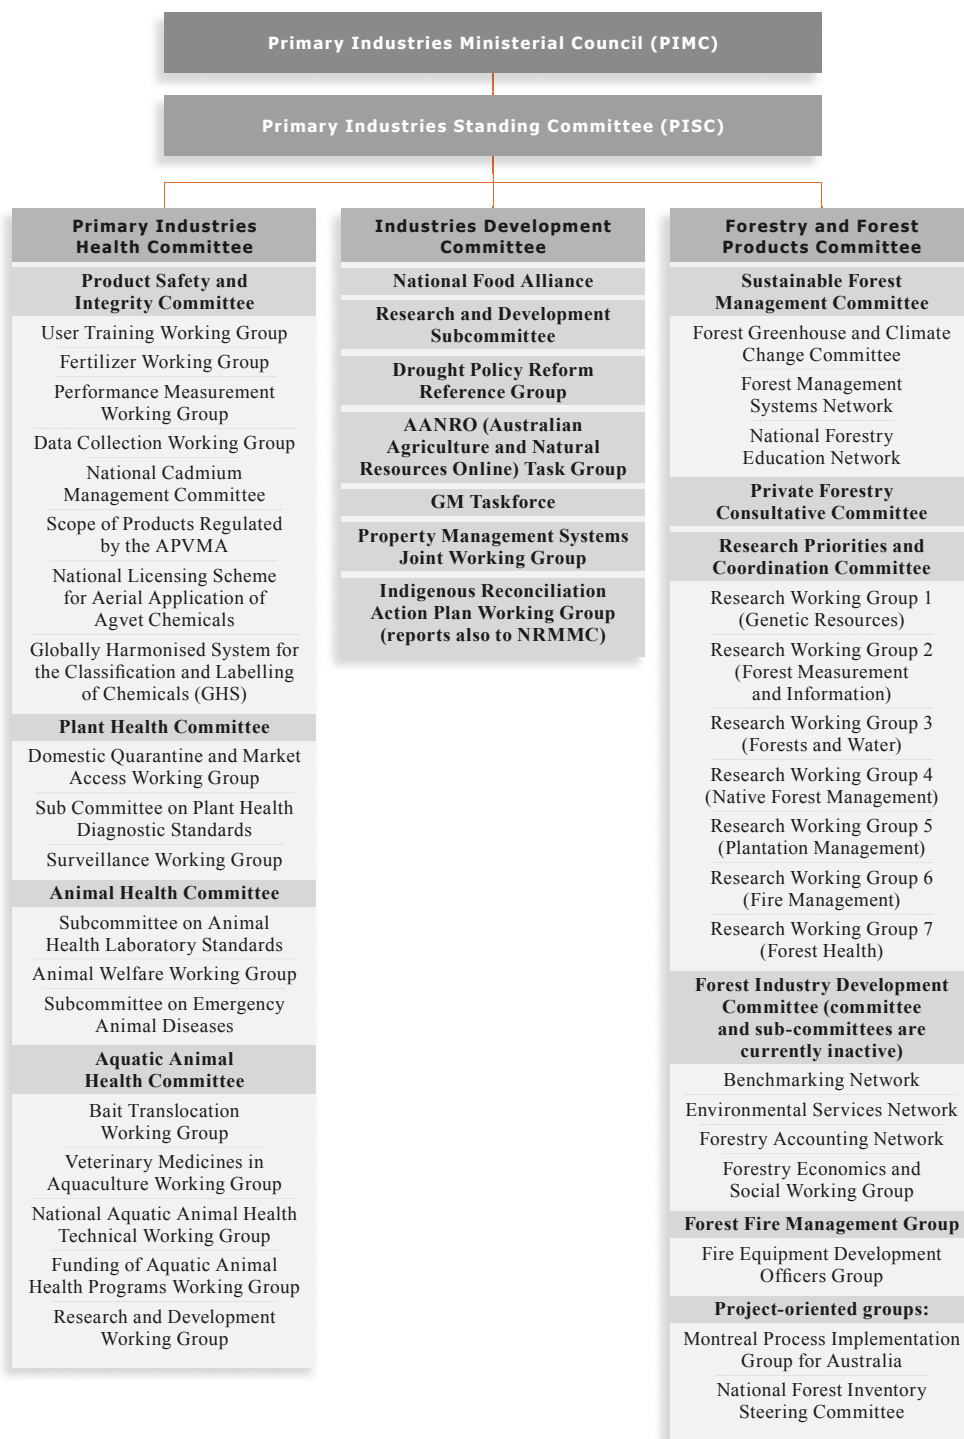 Primary Industries Ministerial Council (PIMC)
Primary Industries Standing Committee (PISC)
Primary Industries
Health Committee
Product Safety and
Integrity Committee
User Training Working Group
Fertilizer Working Group
Performance Measurement
Working Group
Data Collection Working Group
National Cadmium
Management Committee
Scope of Products Regulated
by the APVMA
National Licensing Scheme
for Aerial Application of
Agvet Chemicals
Globally Harmonised System for
the Classification and Labelling
of Chemicals (GHS)
Plant Health Committee
Domestic Quarantine and Market
Access Working Group
Sub Committee on Plant Health
Diagnostic Standards
Surveillance Working Group
Animal Health Committee
Subcommittee on Animal
Health Laboratory Standards
Animal Welfare Working Group
Subcommittee on Emergency
Animal Diseases
Aquatic Animal
Health Committee
Bait Translocation
Working Group
Veterinary Medicines in
Aquaculture Working Group
National Aquatic Animal Health
Technical Working Group
Funding of Aquatic Animal
Health Programs Working Group
Research and Development
Working Group
Industries Development
Committee
National Food Alliance
Research and Development
Subcommittee
Drought Policy Reform
Reference Group
AANRO (Australian
Agriculture and Natural
Resources Online) Task Group
GM Taskforce
Property Management Systems
Joint Working Group
Indigenous Reconciliation
Action Plan Working Group
(reports also to NRMMC)
Forestry and Forest
Products Committee
Sustainable Forest
Management Committee
Forest Greenhouse and Climate
Change Committee
Forest Management
Systems Network
National Forestry
Education Network
Private Forestry
Consultative Committee
Research Priorities and
Coordination Committee
Research Working Group 1
(Genetic Resources)
Research Working Group 2
(Forest Measurement
and Information)
Research Working Group 3
(Forests and Water)
Research Working Group 4
(Native Forest Management)
Research Working Group 5
(Plantation Management)
Research Working Group 6
(Fire Management)
Research Working Group 7
(Forest Health)
Forest Industry Development
Committee (committee
and sub-committees are
currently inactive)
Benchmarking Network
Environmental Services Network
Forestry Accounting Network
Forestry Economics and
Social Working Group
Forest Fire Management Group
Fire Equipment Development
Officers Group
Project-oriented groups:
Montreal Process Implementation
Group for Australia
National Forest Inventory
Steering Committee